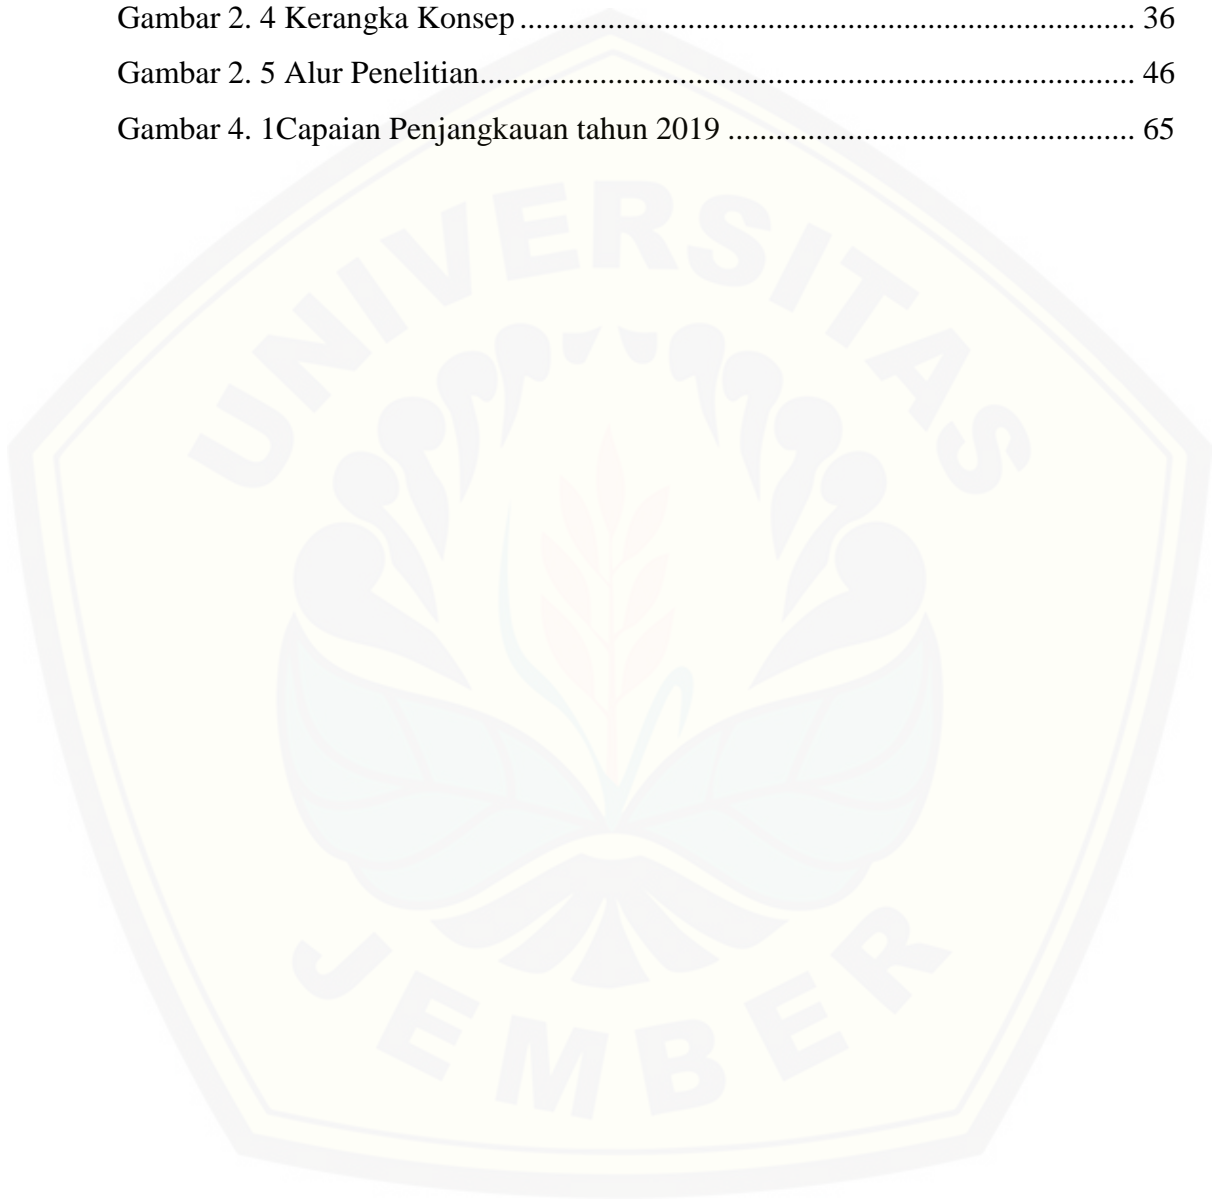 Gambar 2. 4 Kerangka Konsep ............................................................................. 36
Gambar 2. 5 Alur Penelitian.................................................................................. 46
Gambar 4. 1Capaian Penjangkauan tahun 2019 ................................................... 65
UNIVERSITAS
JEMBER